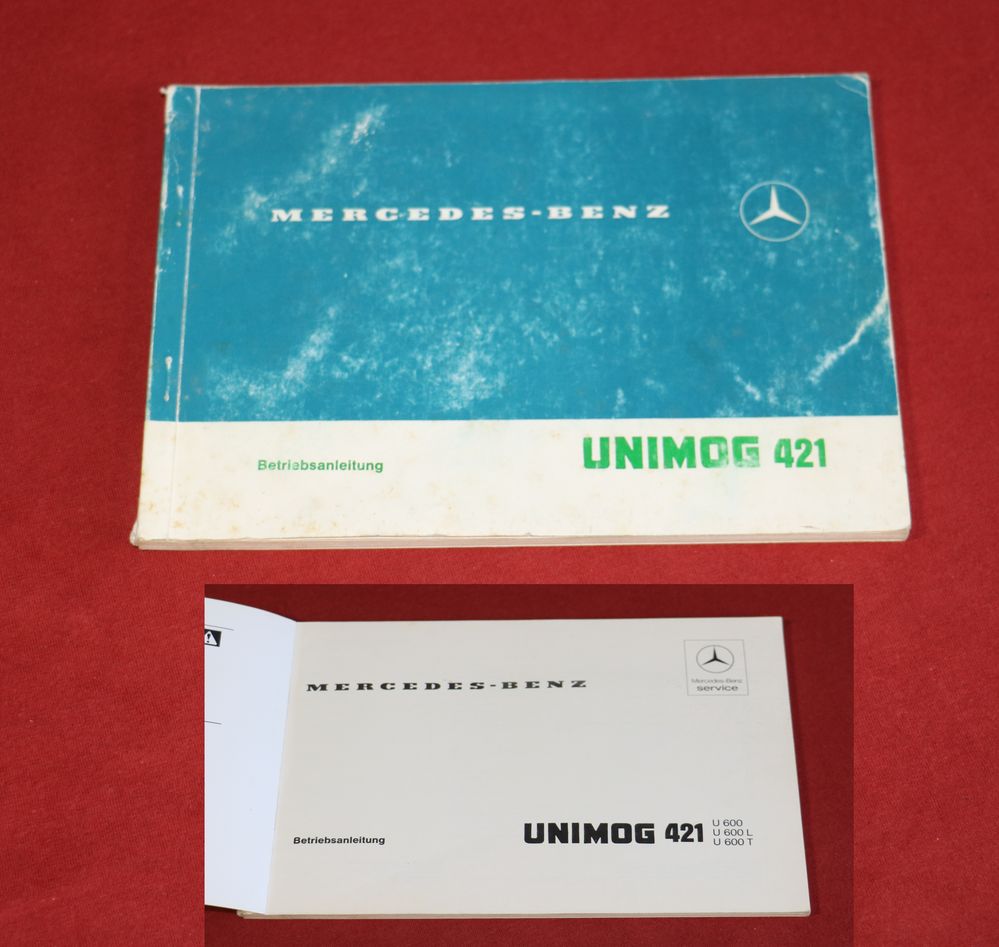 MERCEDES-BENZ
Betriebsanleitung
UNIMOG 421
MERCEDES-BENZ
Mercedes-Benz
service
Betriebsanleitung
UNIMOG 421
U 600
U 600 L
U 600 T